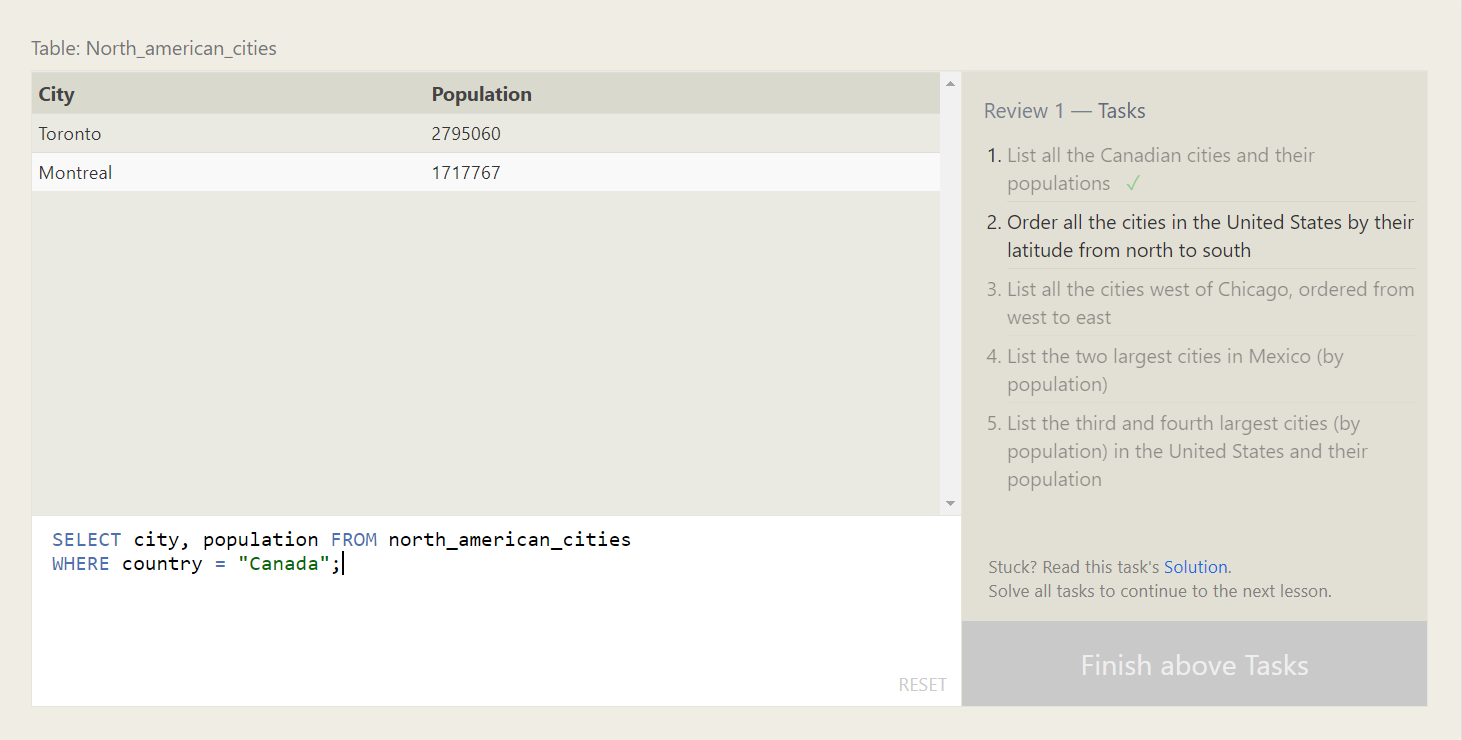 Table: North_american_cities
City Population
Toronto 2795060
Montreal 1717767
SELECT city, population FROM north_american_cities
WHERE country = "Canada";
RESET
Review 1 — Tasks
1. List all the Canadian cities and their
populations ✓
2. Order all the cities in the United States by their
latitude from north to south
3. List all the cities west of Chicago, ordered from
west to east
4. List the two largest cities in Mexico (by
population)
5. List the third and fourth largest cities (by
population) in the United States and their
population
Stuck? Read this task's Solution.
Solve all tasks to continue to the next lesson.
Finish above Tasks